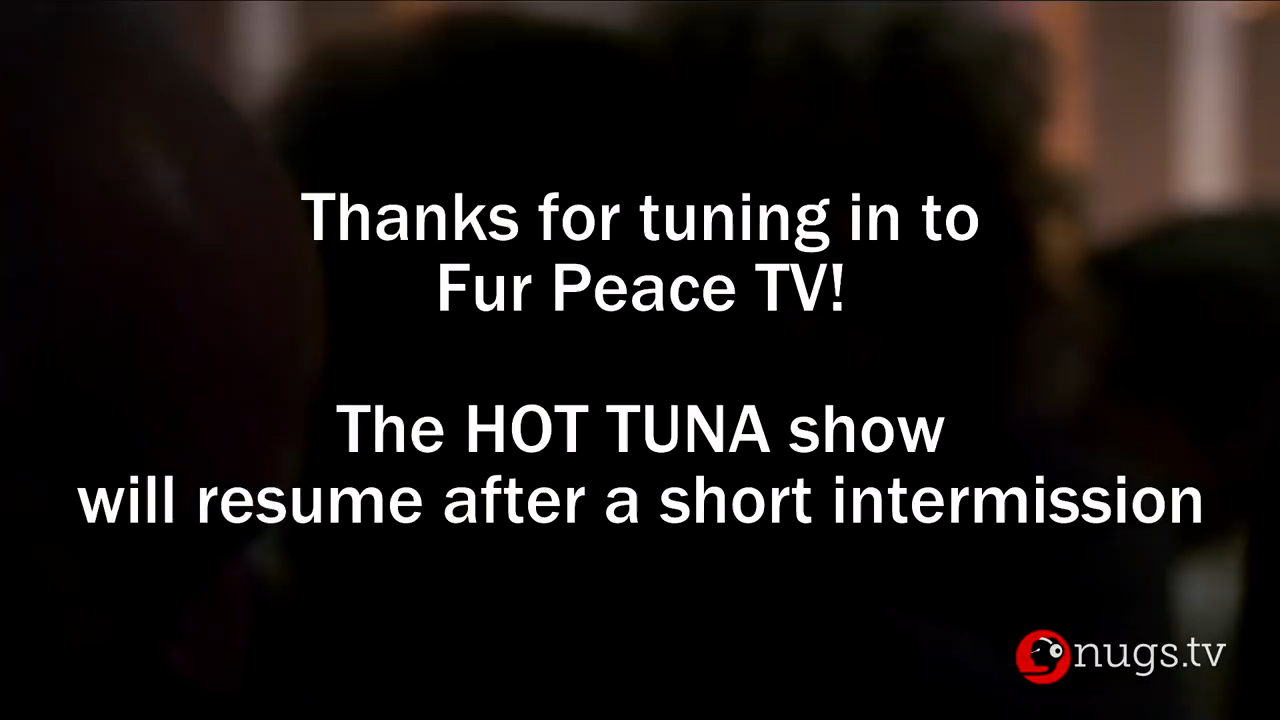 Thanks for tuning in to
Fur Peace TV!
The HOT TUNA show
will resume after a short intermission
nugs.tv